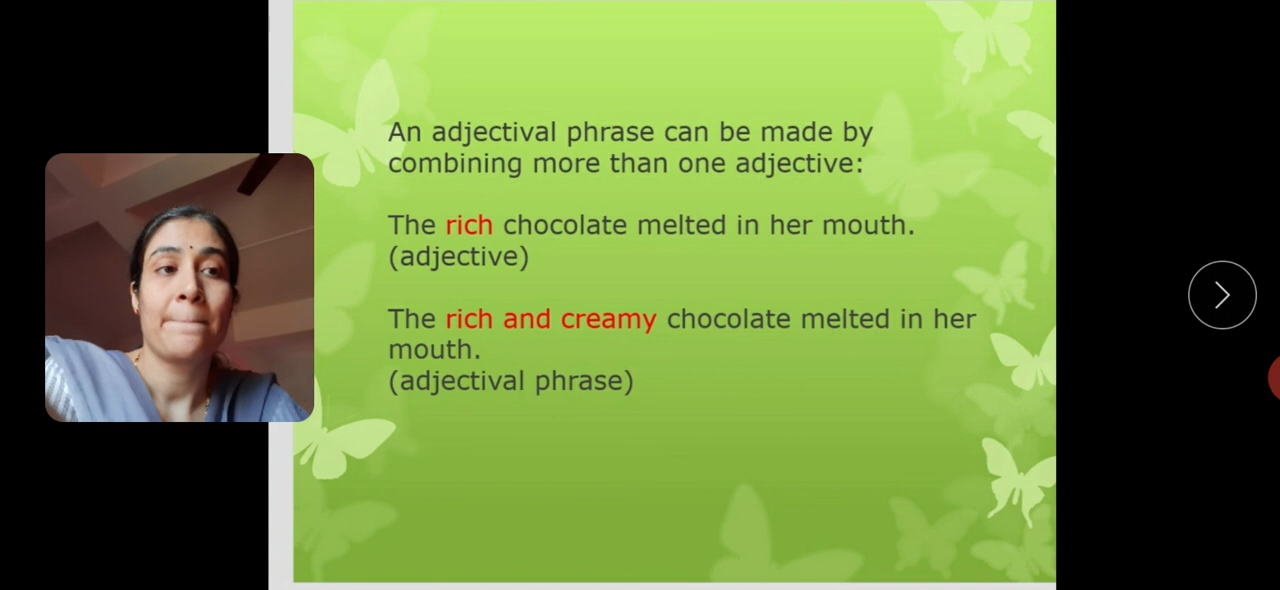 An adjectival phrase can be made by
combining more than one adjective:
The rich chocolate melted in her mouth.
(adjective)
The rich and creamy chocolate melted in her
mouth.
(adjectival phrase)